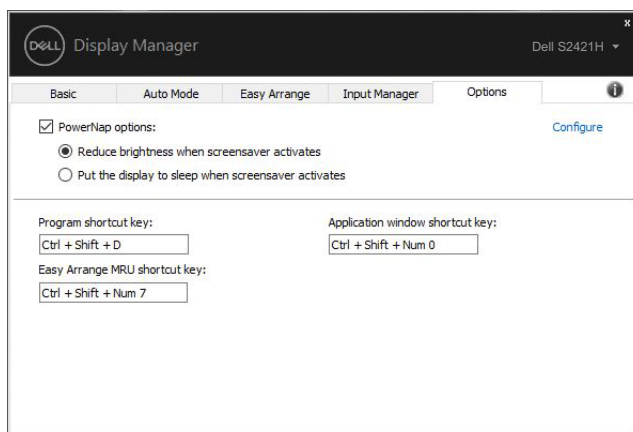 x
DELL Display Manager
Dell S2421H
Basic Auto Mode Easy Arrange Input Manager Options i
PowerNap options: Configure
Reduce brightness when screensaver activates
Put the display to sleep when screensaver activates
Program shortcut key: Application window shortcut key:
Ctrl + Shift + D Ctrl + Shift + Num 0
Easy Arrange MRU shortcut key:
Ctrl + Shift + Num 7